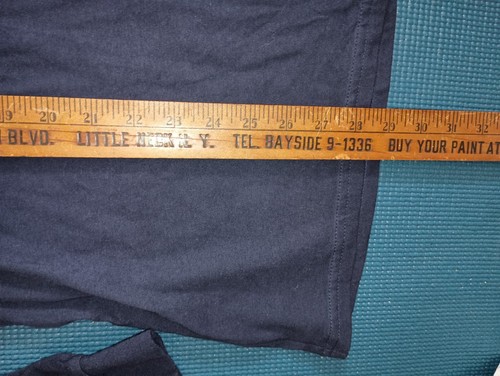 9 20 21 22 23 24 25 26 27 28 29 30 31 32
BLVD. LITTLE NECK N. Y. TEL. BAYSIDE 9-1336 BUY YOUR PAINT AT